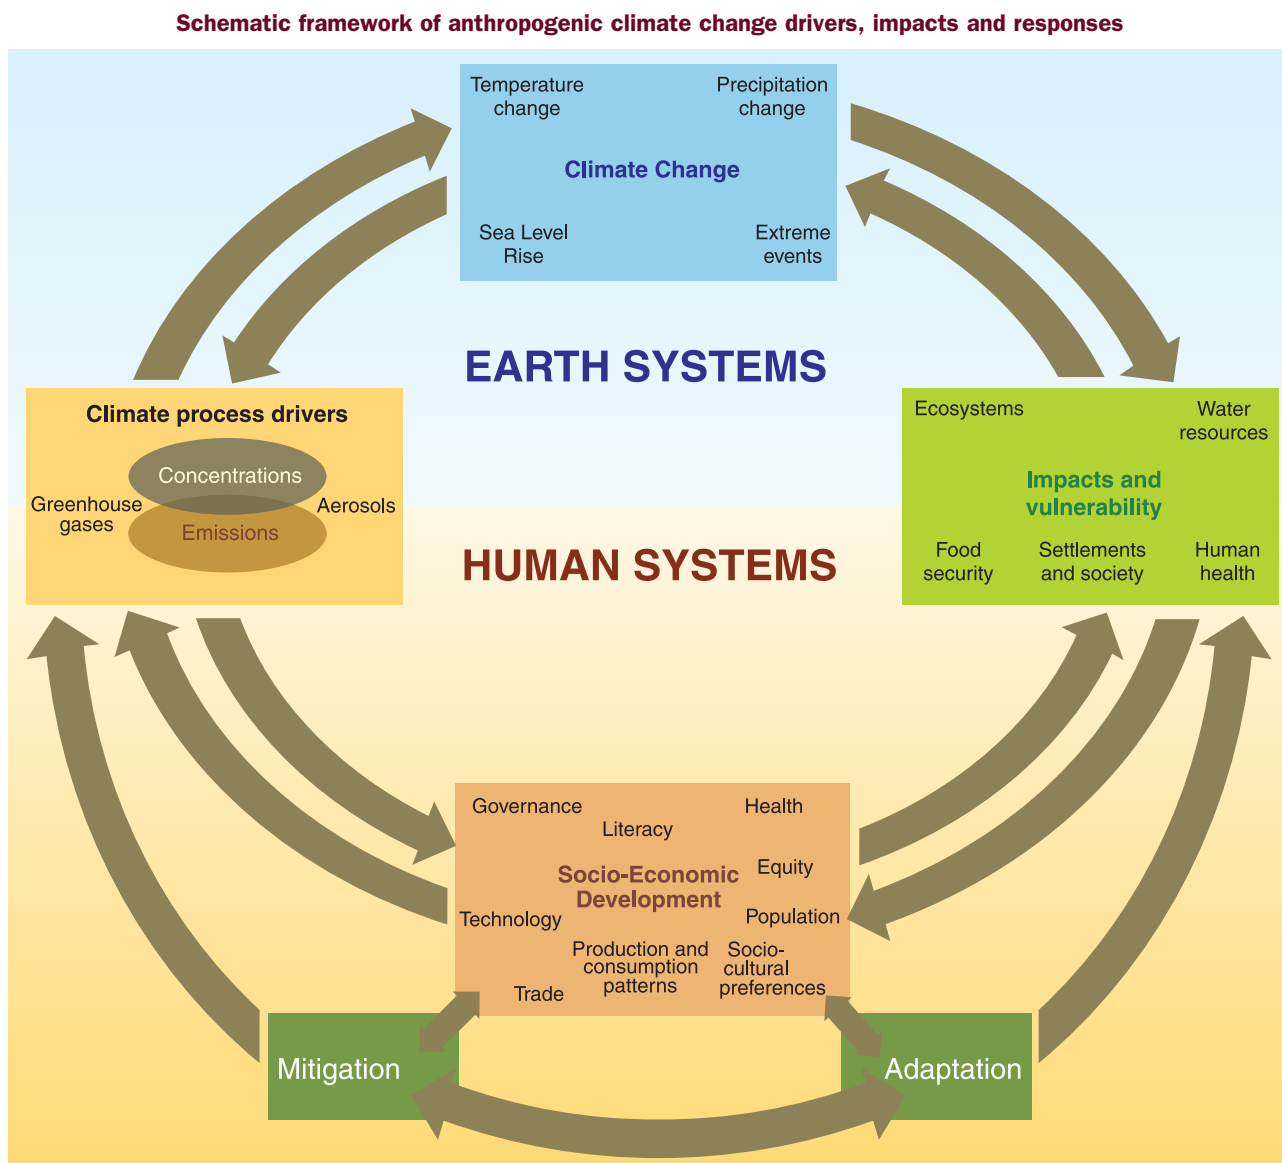 Schematic framework of anthropogenic climate change drivers, impacts and responses
Temperature
change
Precipitation
change
Climate Change
Sea Level
Rise
Extreme
events
EARTH SYSTEMS
Climate process drivers
Concentrations
Greenhouse
gases
Aerosols
Emissions
Ecosystems
Water
resources
Impacts and
vulnerability
Food
security
Settlements
and society
Human
health
HUMAN SYSTEMS
Governance
Literacy
Health
Socio-Economic
Development
Equity
Technology
Population
Production and
consumption
patterns
Socio-
cultural
preferences
Trade
Mitigation
Adaptation